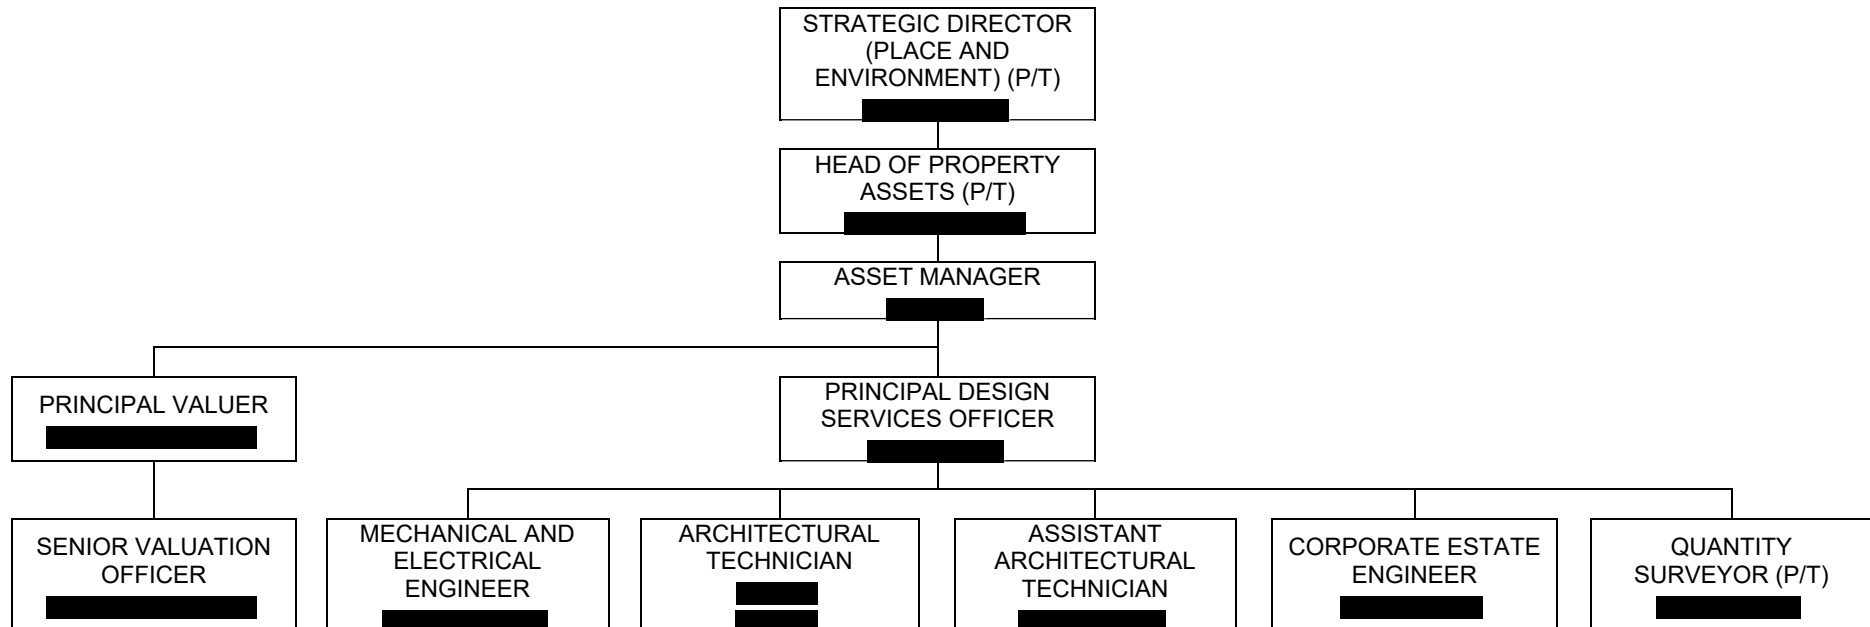 STRATEGIC DIRECTOR
(PLACE AND
ENVIRONMENT) (P/T)
HEAD OF PROPERTY
ASSETS (P/T)
ASSET MANAGER
PRINCIPAL VALUER
PRINCIPAL DESIGN
SERVICES OFFICER
SENIOR VALUATION
OFFICER
MECHANICAL AND
ELECTRICAL
ENGINEER
ARCHITECTURAL
TECHNICIAN
ASSISTANT
ARCHITECTURAL
TECHNICIAN
CORPORATE ESTATE
ENGINEER
QUANTITY
SURVEYOR (P/T)